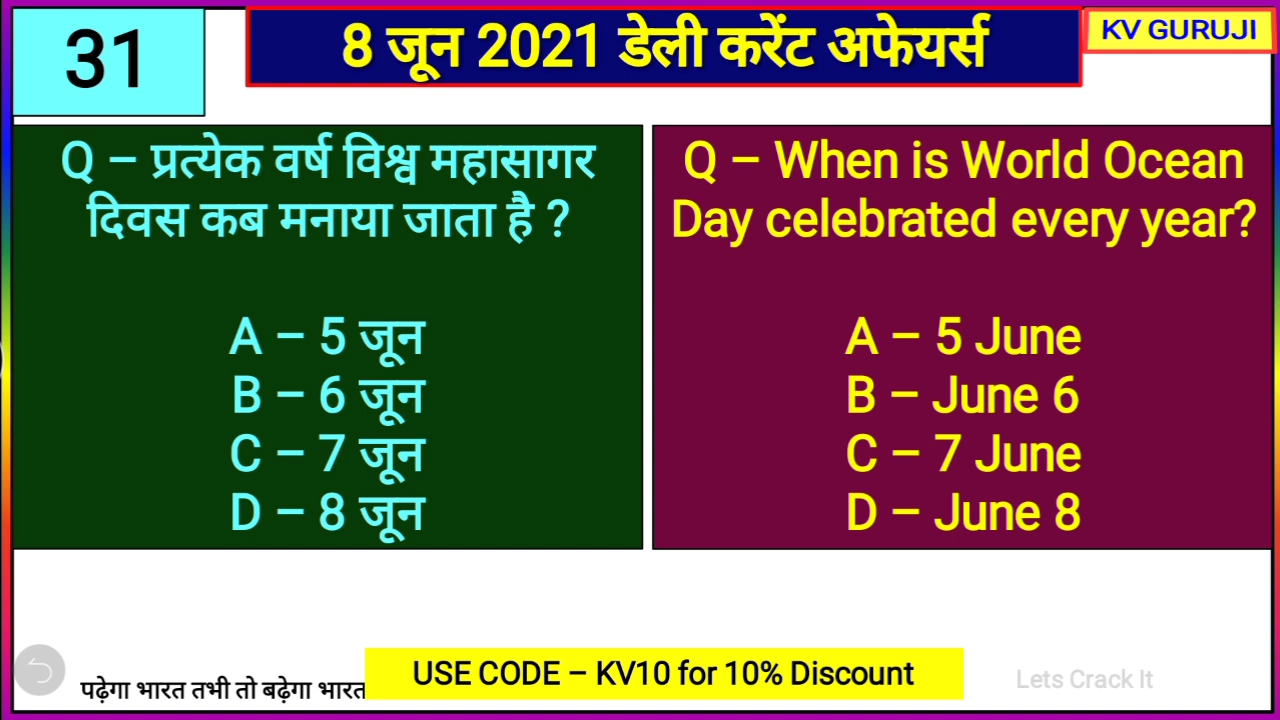 31
8 जून 2021 डेली करेंट अफेयर्स
KV GURUJI
Q – प्रत्येक वर्ष विश्व महासागर
दिवस कब मनाया जाता है ?
A – 5 जून
B – 6 जून
C – 7 जून
D – 8 जून
Q – When is World Ocean
Day celebrated every year?
A – 5 June
B – June 6
C – 7 June
D – June 8
पढ़ेगा भारत तभी तो बढ़ेगा भारत
USE CODE – KV10 for 10% Discount
Lets Crack It